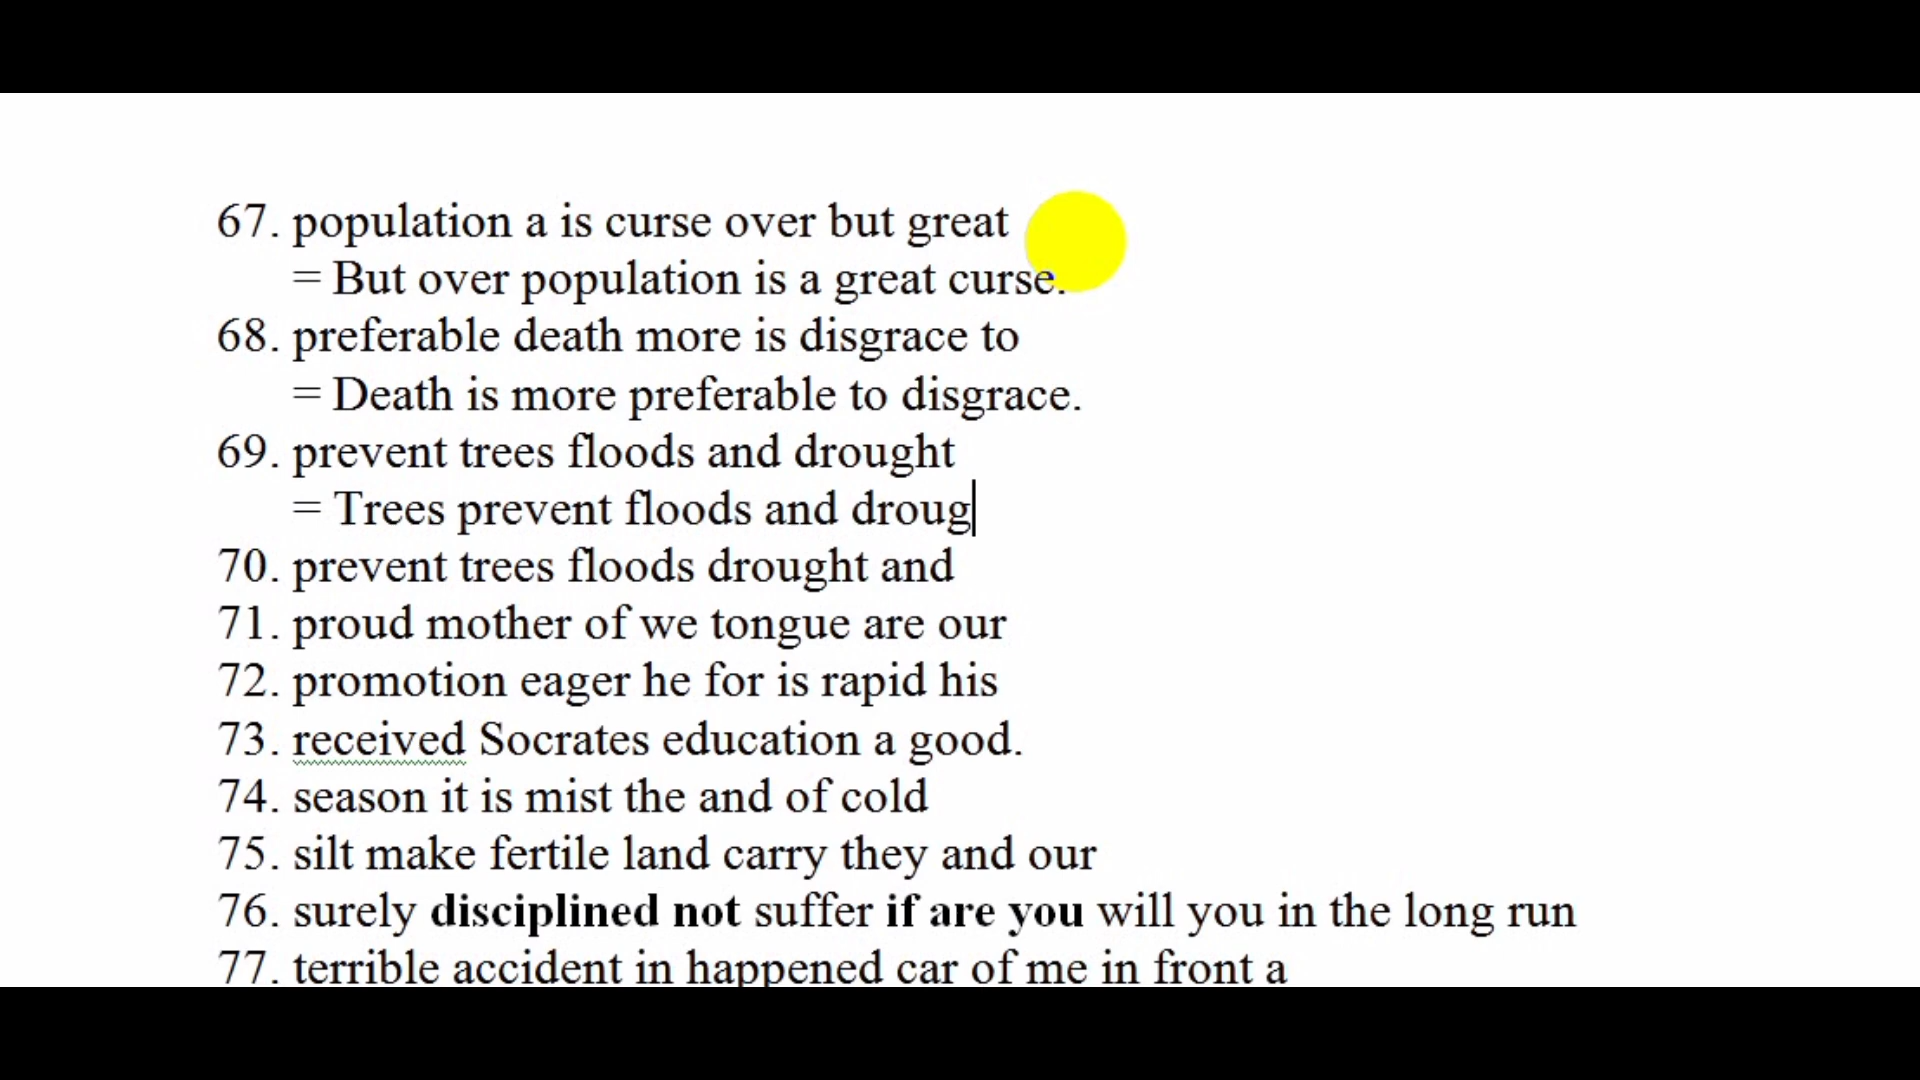 67. population a is curse over but great
= But over population is a great curse.
68. preferable death more is disgrace to
= Death is more preferable to disgrace.
69. prevent trees floods and drought
= Trees prevent floods and droug
70. prevent trees floods drought and
71. proud mother of we tongue are our
72. promotion eager he for is rapid his
73. received Socrates education a good.
74. season it is mist the and of cold
75. silt make fertile land carry they and our
76. surely disciplined not suffer if are you will you in the long run
77. terrible accident in happened car of me in front a